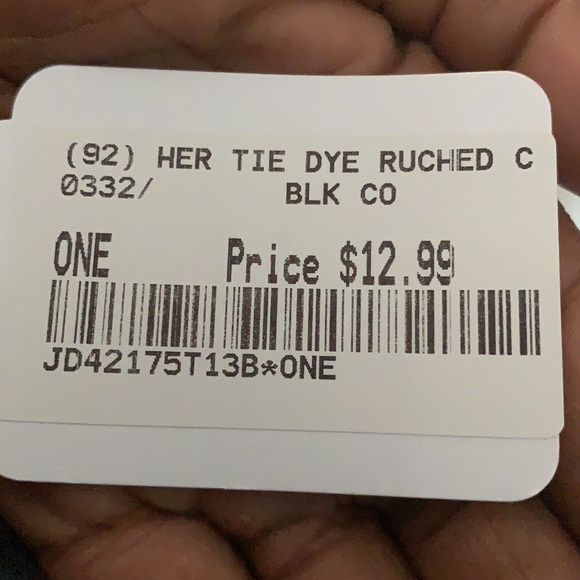 (92) HER TIE DYE RUCHED C
0332/ BLK CO
ONE Price $12.99
JD42175T13B*ONE